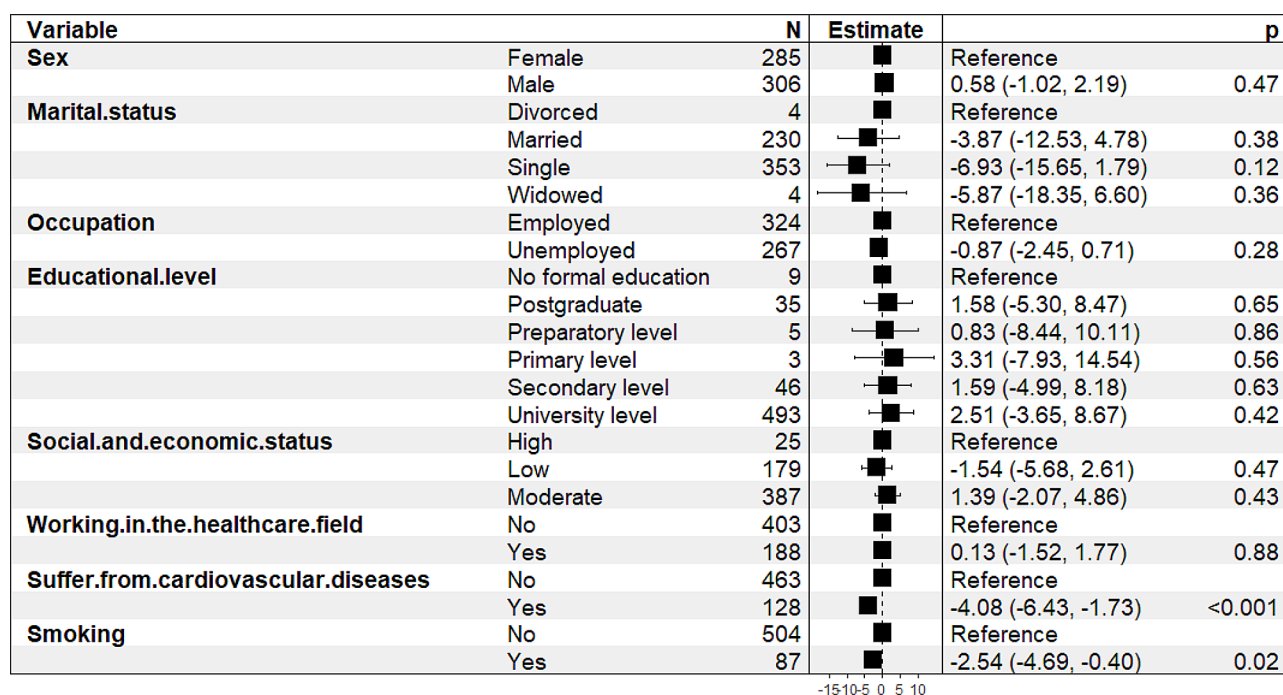 Variable N Estimate p
Sex Female 285 Reference
Male 306 0.58 (-1.02, 2.19) 0.47
Marital.status Divorced 4 Reference
Married 230 -3.87 (-12.53, 4.78) 0.38
Single 353 -6.93 (-15.65, 1.79) 0.12
Widowed 4 -5.87 (-18.35, 6.60) 0.36
Occupation Employed 324 Reference
Unemployed 267 -0.87 (-2.45, 0.71) 0.28
Educational.level No formal education 9 Reference
Postgraduate 35 1.58 (-5.30, 8.47) 0.65
Preparatory level 5 0.83 (-8.44, 10.11) 0.86
Primary level 3 3.31 (-7.93, 14.54) 0.56
Secondary level 46 1.59 (-4.99, 8.18) 0.63
University level 493 2.51 (-3.65, 8.67) 0.42
Social.and.economic.status High 25 Reference
Low 179 -1.54 (-5.68, 2.61) 0.47
Moderate 387 1.39 (-2.07, 4.86) 0.43
Working.in.the.healthcare.field No 403 Reference
Yes 188 0.13 (-1.52, 1.77) 0.88
Suffer.from.cardiovascular.diseases No 463 Reference
Yes 128 -4.08 (-6.43, -1.73) <0.001
Smoking No 504 Reference
Yes 87 -2.54 (-4.69, -0.40) 0.02
-15-10-5 0 5 10